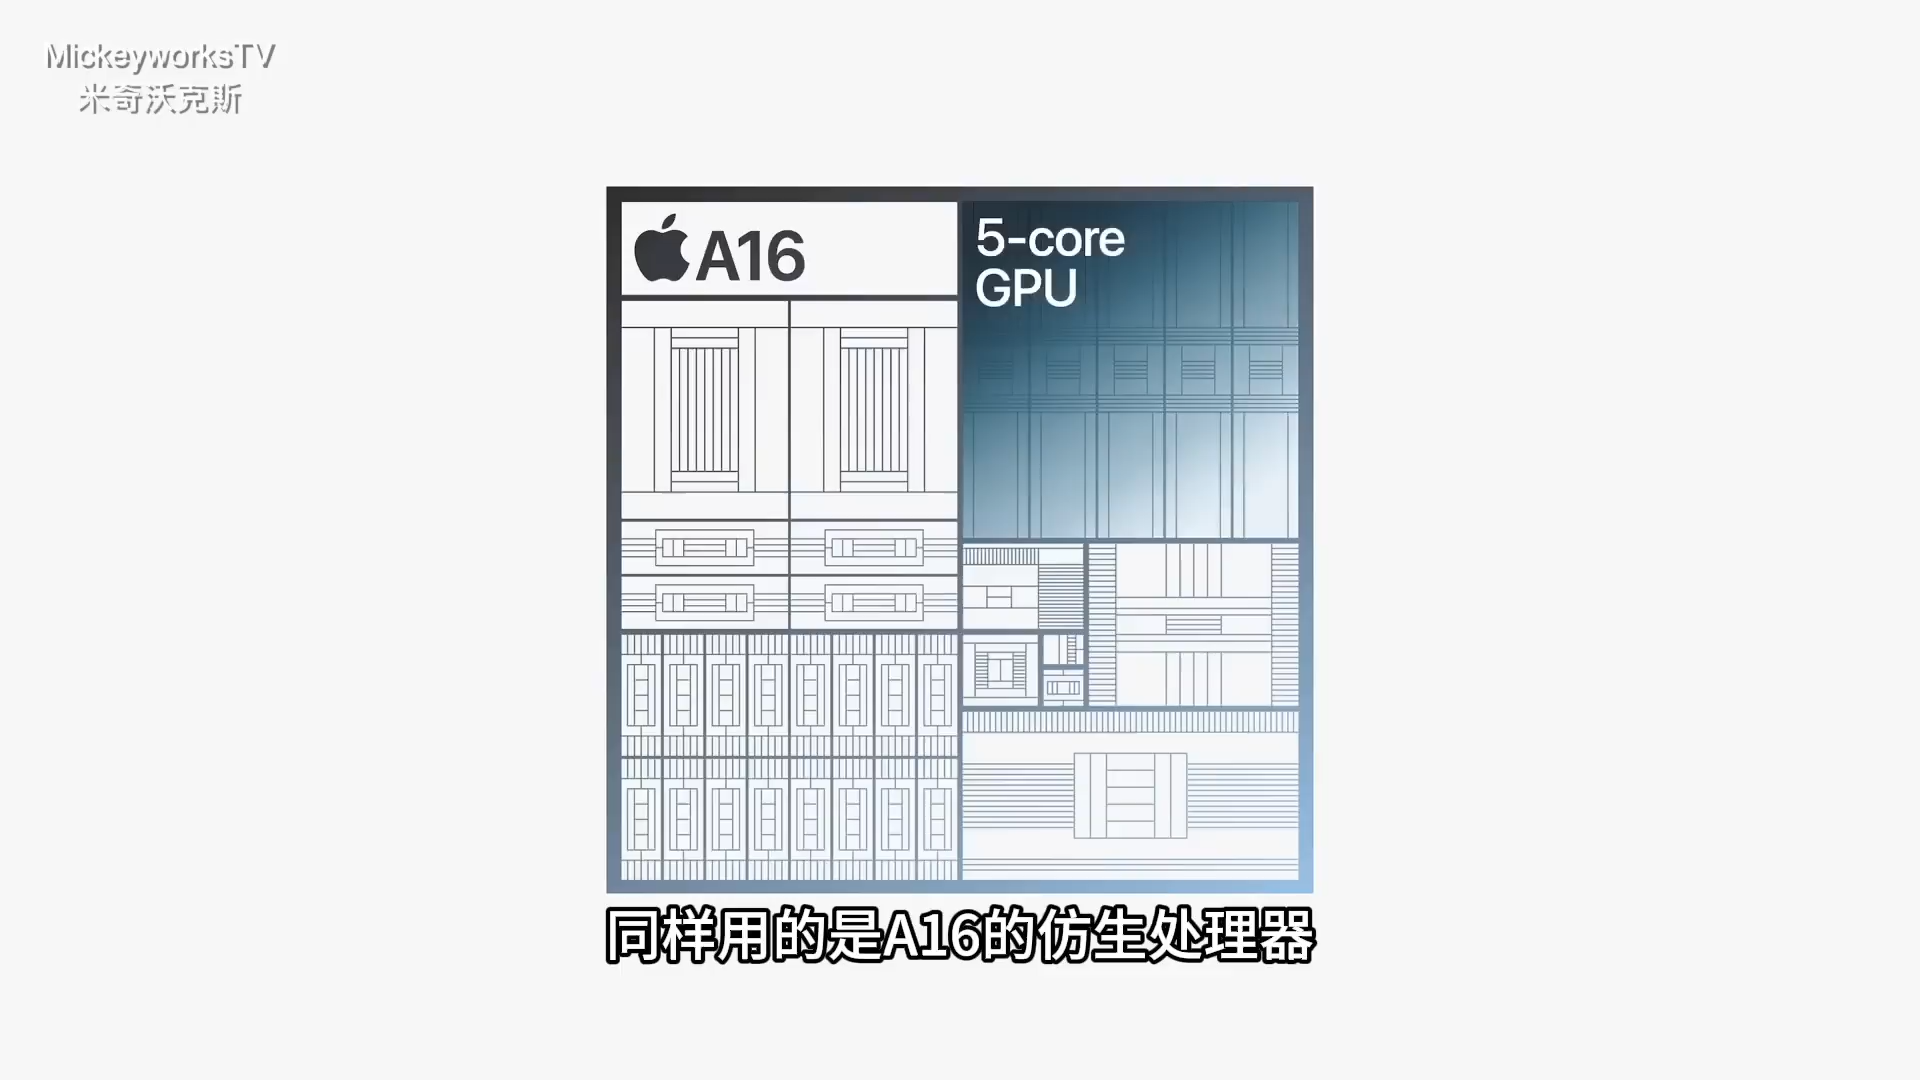 MickeyworksTV
米奇沃克斯
A16
5-core
GPU
同样用的是A16的仿生处理器